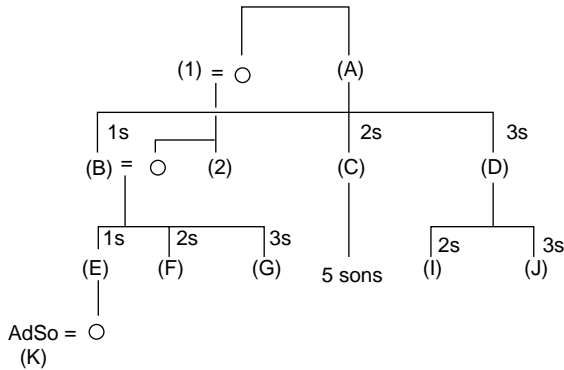 (1) = (A)
1s 2s 3s
(B) = (2) (C) (D)
1s 2s 3s 2s 3s
(E) (F) (G) 5 sons (I) (J)
AdSo =
(K)